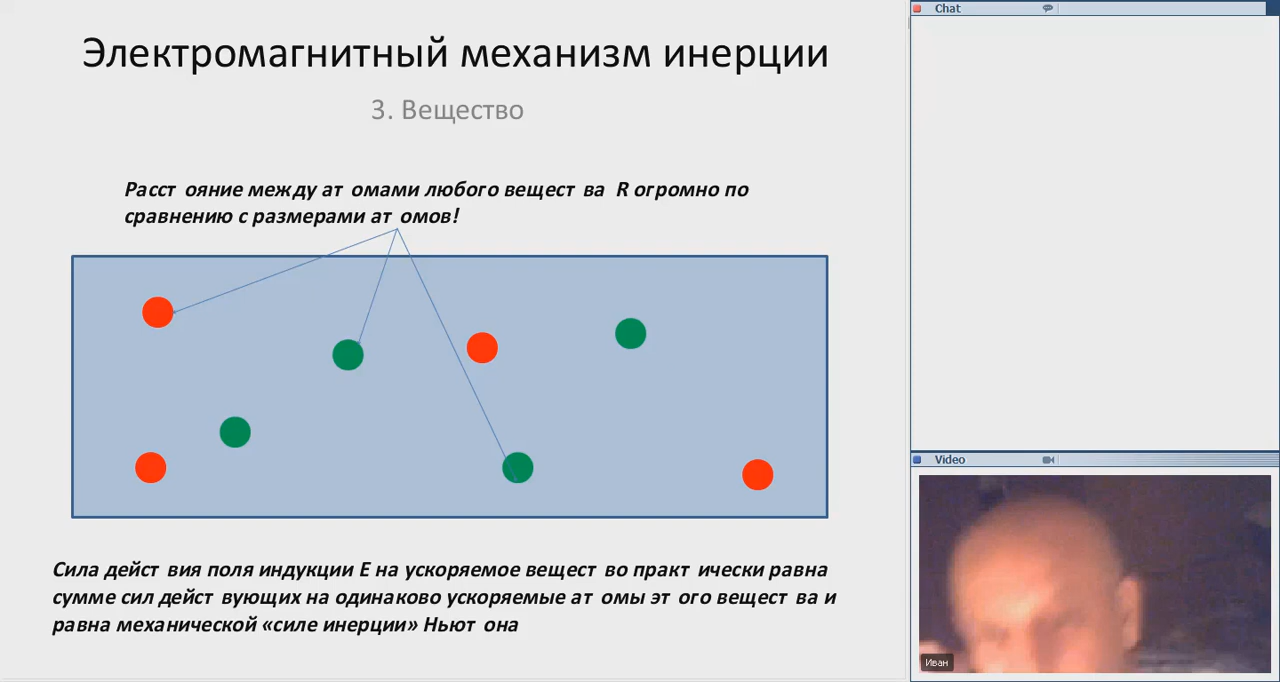 Электромагнитный механизм инерции
3. Вещество
Расст ояние между ат омами любого вещест ва R огромно по
сравнению с размерами ат омов!
Сила дейст вия поля индукции Е на ускоряемое вещест во практ ически равна
сумме сил дейст вующих на одинаково ускоряемые ат омы эт ого вещест ва и
равна механической «силе инерции» Ньют она
Chat
Video
Иван